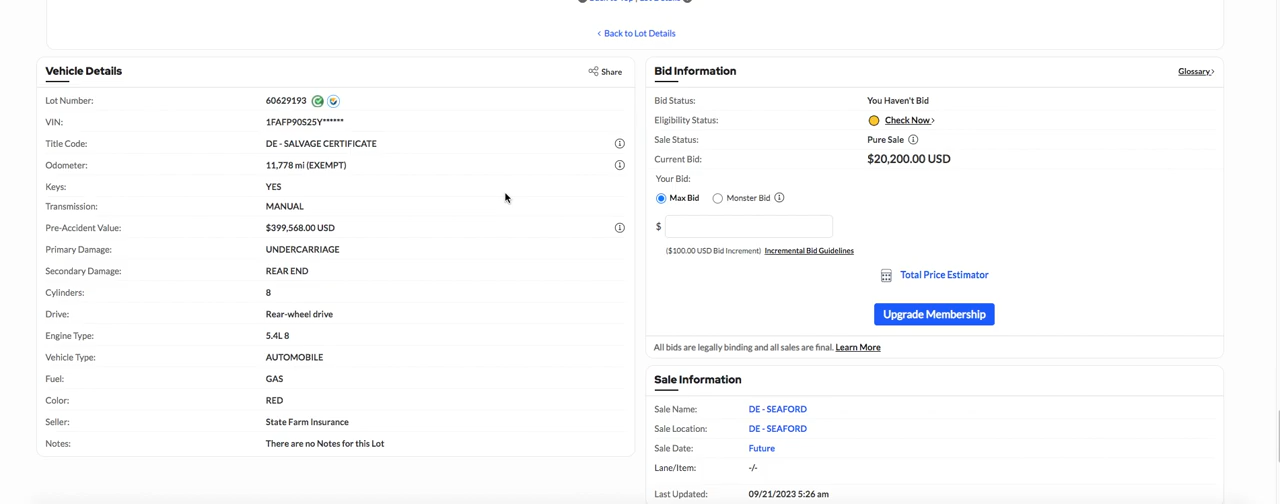 ‹ Back to Lot Details
Vehicle Details
Share
Lot Number: 60629193
VIN: 1FAFP90S25Y******
Title Code: DE - SALVAGE CERTIFICATE
Odometer: 11,778 mi (EXEMPT)
Keys: YES
Transmission: MANUAL
Pre-Accident Value: $399,568.00 USD
Primary Damage: UNDERCARRIAGE
Secondary Damage: REAR END
Cylinders: 8
Drive: Rear-wheel drive
Engine Type: 5.4L 8
Vehicle Type: AUTOMOBILE
Fuel: GAS
Color: RED
Seller: State Farm Insurance
Notes: There are no Notes for this Lot
Bid Information
Glossary ›
Bid Status: You Haven't Bid
Eligibility Status: Check Now ›
Sale Status: Pure Sale
Current Bid: $20,200.00 USD
Your Bid:
Max Bid Monster Bid
$
($100.00 USD Bid Increment) Incremental Bid Guidelines
Total Price Estimator
Upgrade Membership
All bids are legally binding and all sales are final. Learn More
Sale Information
Sale Name: DE - SEAFORD
Sale Location: DE - SEAFORD
Sale Date: Future
Lane/Item: -/-
Last Updated: 09/21/2023 5:26 am